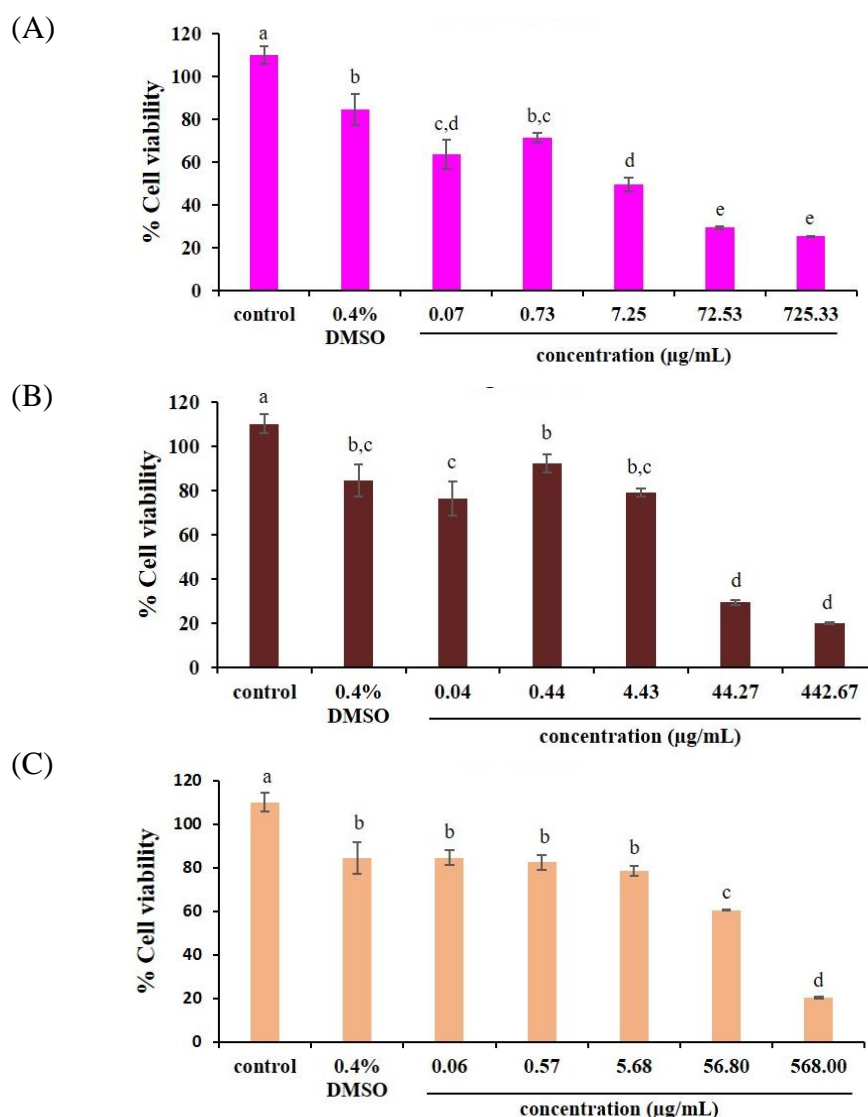 (A)
120
100
80
60
40
20
0
% Cell viability
a
b
c,d
b,c
d
e
e
control
0.4% DMSO
0.07
0.73
7.25
72.53
725.33
concentration (µg/mL)
(B)
120
100
80
60
40
20
0
% Cell viability
a
b,c
c
b
b,c
d
d
control
0.4% DMSO
0.04
0.44
4.43
44.27
442.67
concentration (µg/mL)
(C)
120
100
80
60
40
20
0
% Cell viability
a
b
b
b
b
c
d
control
0.4% DMSO
0.06
0.57
5.68
56.80
568.00
concentration (µg/mL)